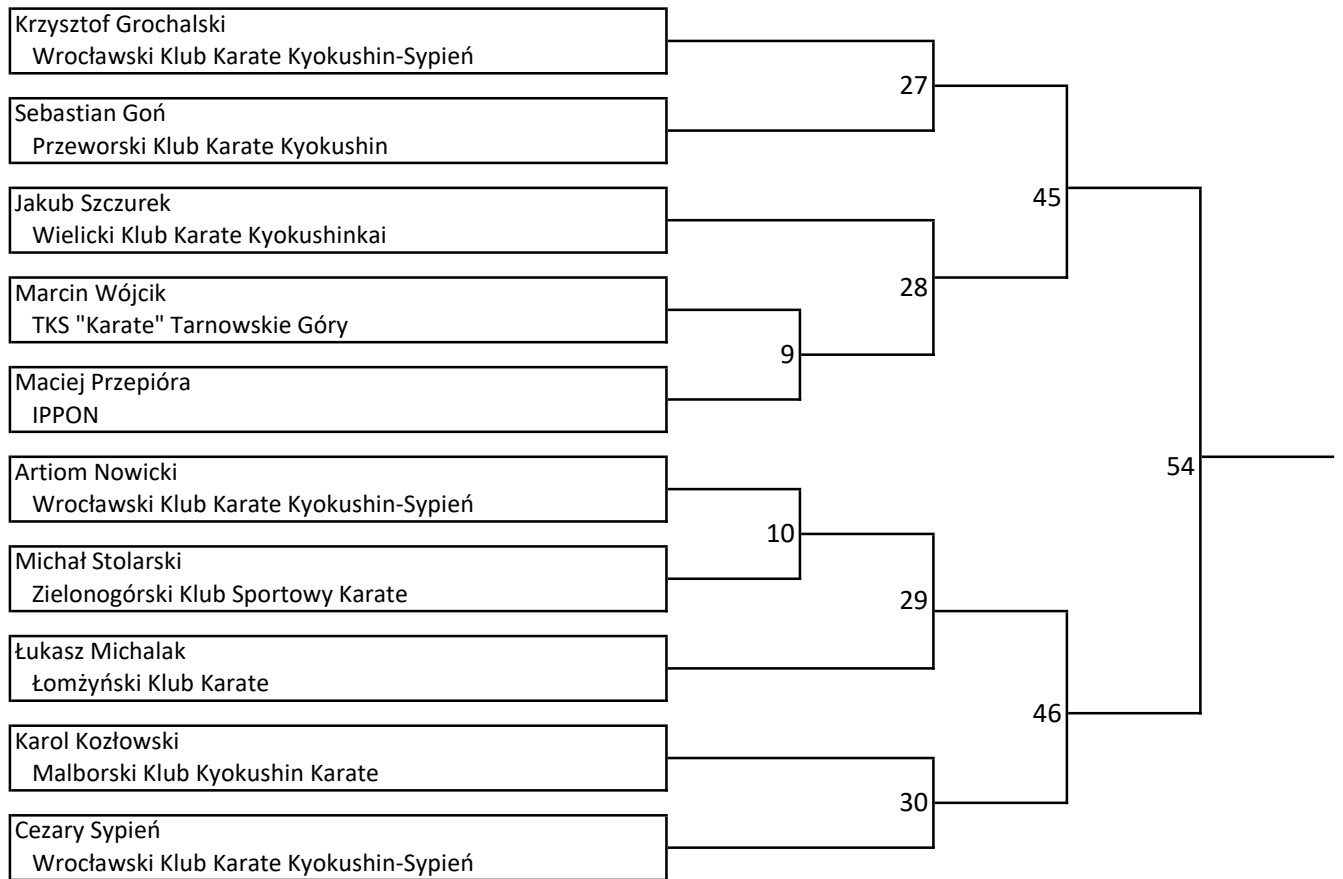 Krzysztof Grochalski
Wrocławski Klub Karate Kyokushin-Sypień
27
Sebastian Goń
Przeworski Klub Karate Kyokushin
45
Jakub Szczurek
Wielicki Klub Karate Kyokushinkai
28
Marcin Wójcik
TKS "Karate" Tarnowskie Góry
9
Maciej Przepióra
IPPON
54
Artiom Nowicki
Wrocławski Klub Karate Kyokushin-Sypień
10
Michał Stolarski
Zielonogórski Klub Sportowy Karate
29
Łukasz Michalak
Łomżyński Klub Karate
46
Karol Kozłowski
Malborski Klub Kyokushin Karate
30
Cezary Sypień
Wrocławski Klub Karate Kyokushin-Sypień